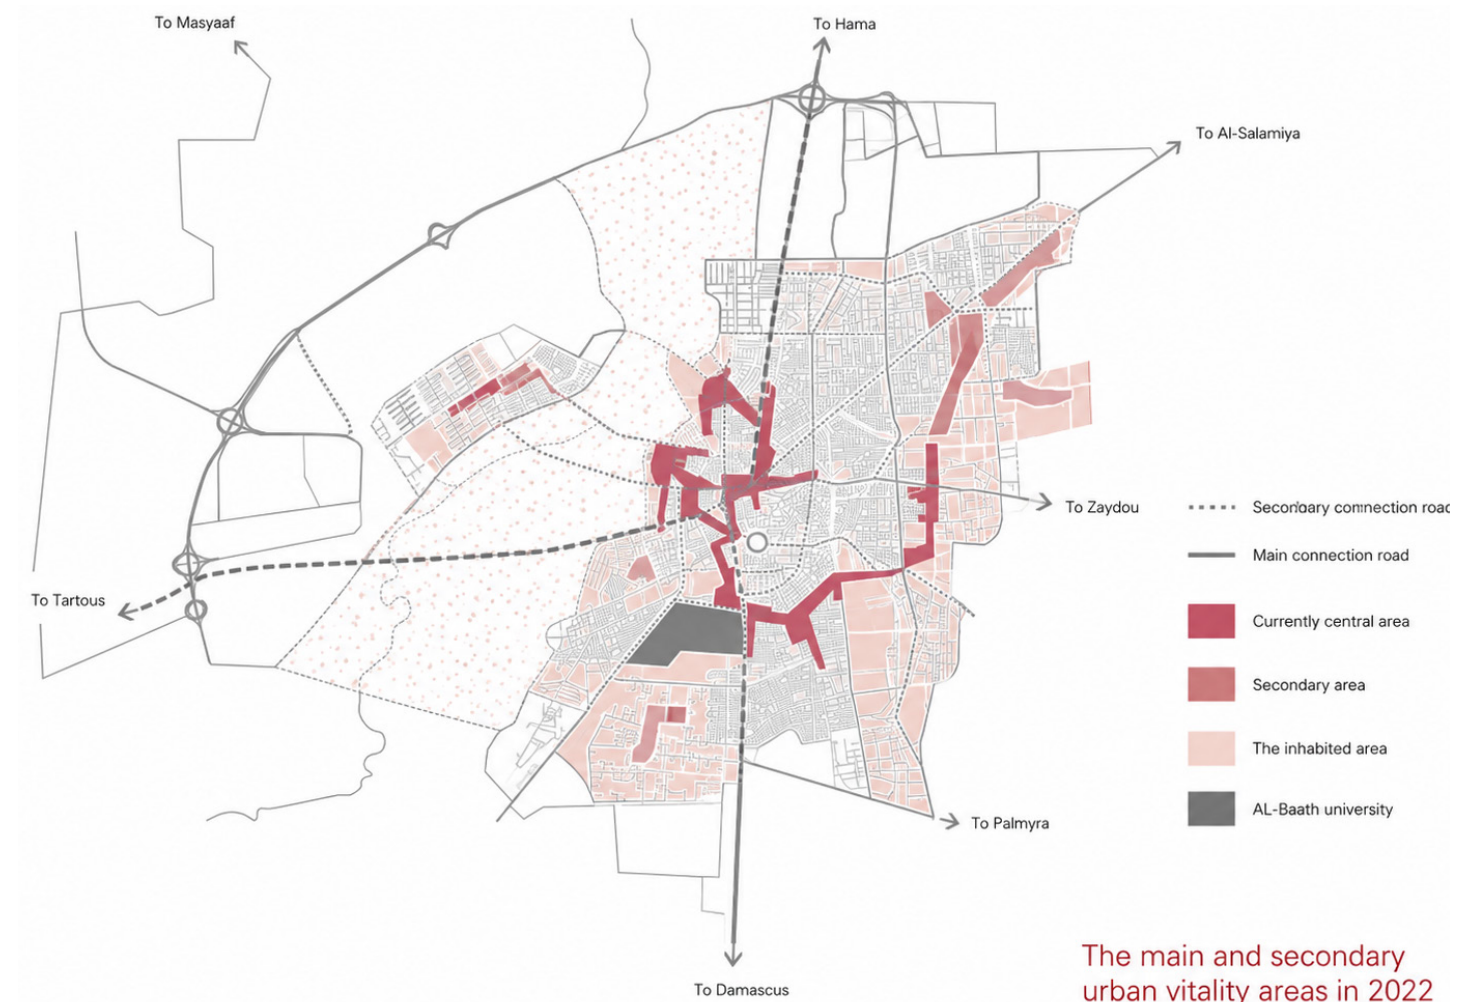 To Masyaaf
To Hama
To Al-Salamiya
To Zaydou
To Tartous
To Palmyra
To Damascus
Seconbary comnection road
Main connection road
Currently central area
Secondary area
The inhabited area
AL-Baath university
The main and secondary
urban vitality areas in 2022